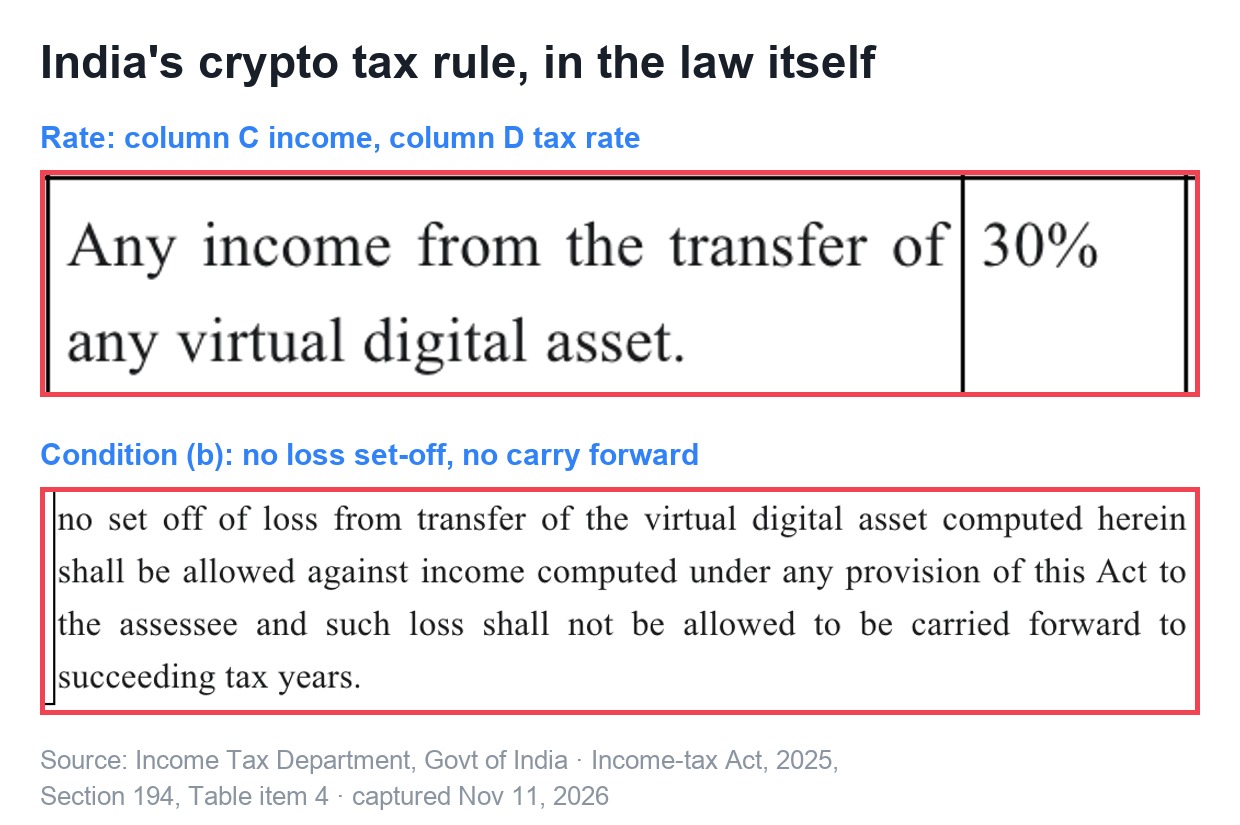 India's crypto tax rule, in the law itself
Rate: column C income, column D tax rate
Any income from the transfer of 30%
any virtual digital asset.
Condition (b): no loss set-off, no carry forward
no set off of loss from transfer of the virtual digital asset computed herein
shall be allowed against income computed under any provision of this Act to
the assessee and such loss shall not be allowed to be carried forward to
succeeding tax years.
Source: Income Tax Department, Govt of India · Income-tax Act, 2025,
Section 194, Table item 4 · captured Nov 11, 2026